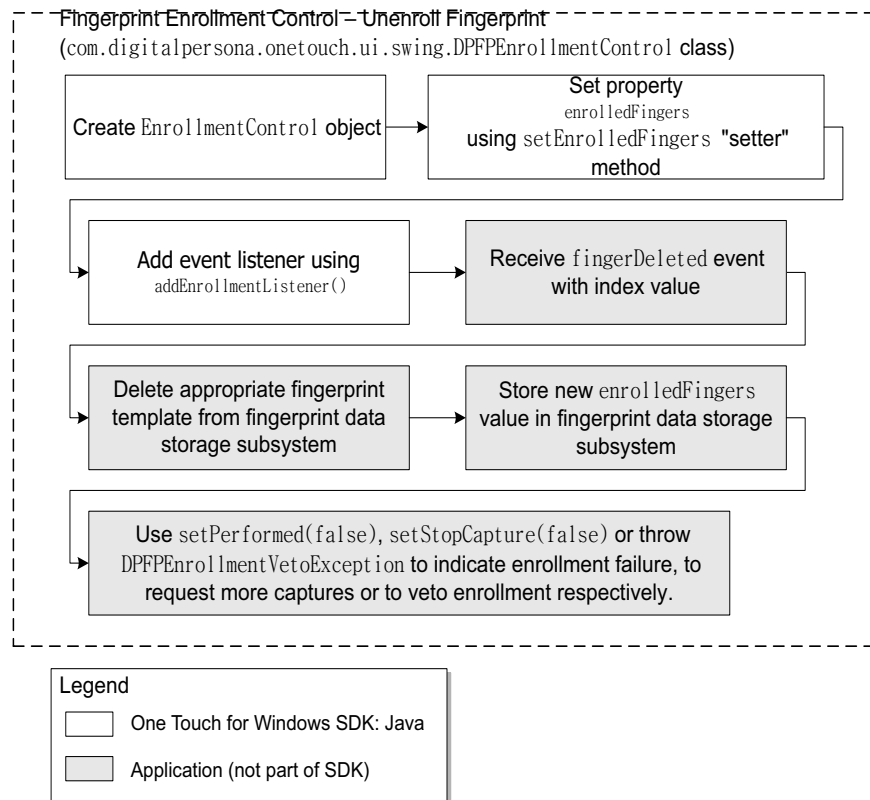 Fingerprint Enrollment Control – Unenroll Fingerprint
(com.digitalpersona.onetouch.ui.swing.DPFPEnrollmentControl class)
Create EnrollmentControl object
Set property
enrolledFingers
using setEnrolledFingers "setter"
method
Add event listener using
addEnrollmentListener()
Receive fingerDeleted event
with index value
Delete appropriate fingerprint
template from fingerprint data
storage subsystem
Store new enrolledFingers
value in fingerprint data storage
subsystem
Use setPerformed(false), setStopCapture(false) or throw
DPFPEnrollmentVetoException to indicate enrollment failure, to
request more captures or to veto enrollment respectively.
Legend
One Touch for Windows SDK: Java
Application (not part of SDK)